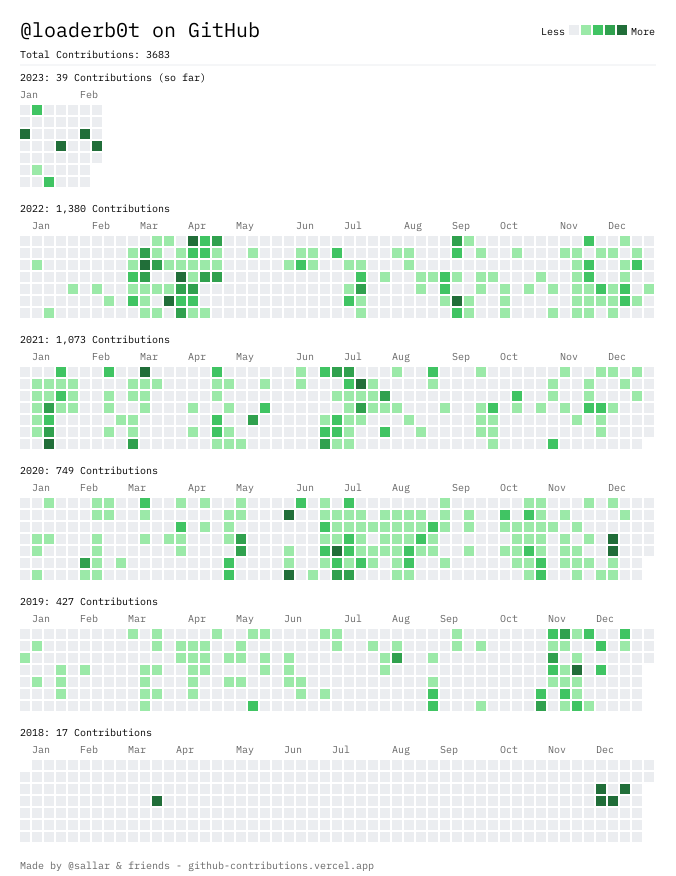 @loaderb0t on GitHub
Less More
Total Contributions: 3683
2023: 39 Contributions (so far)
Jan Feb
2022: 1,380 Contributions
Jan Feb Mar Apr May Jun Jul Aug Sep Oct Nov Dec
2021: 1,073 Contributions
Jan Feb Mar Apr May Jun Jul Aug Sep Oct Nov Dec
2020: 749 Contributions
Jan Feb Mar Apr May Jun Jul Aug Sep Oct Nov Dec
2019: 427 Contributions
Jan Feb Mar Apr May Jun Jul Aug Sep Oct Nov Dec
2018: 17 Contributions
Jan Feb Mar Apr May Jun Jul Aug Sep Oct Nov Dec
Made by @sallar & friends - github-contributions.vercel.app